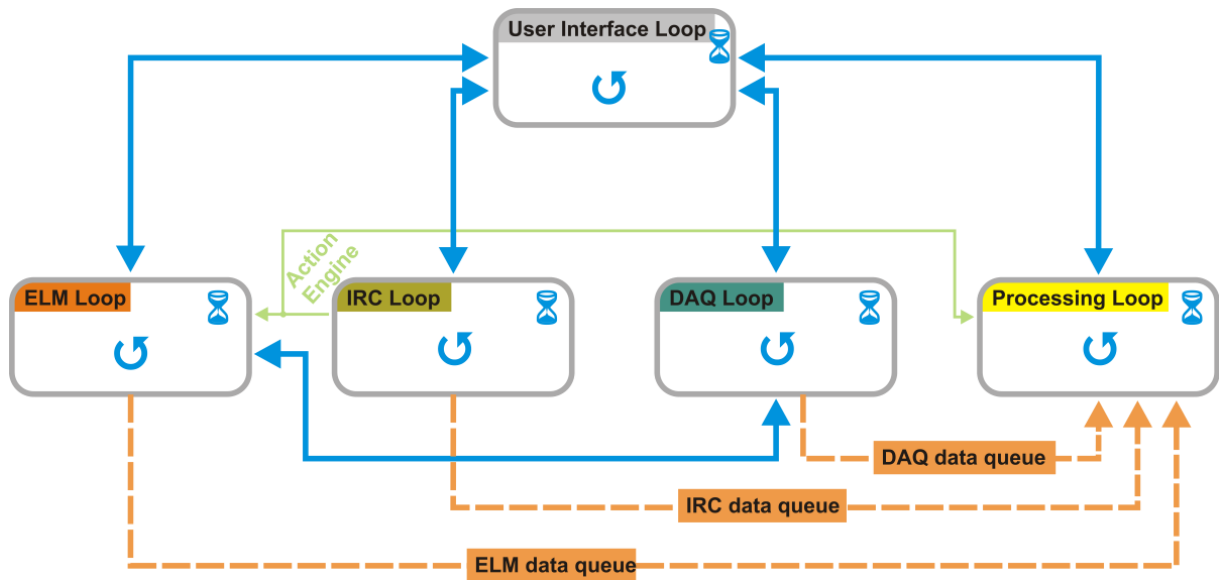 User Interface Loop
Action
Engine
ELM Loop
IRC Loop
DAQ Loop
Processing Loop
DAQ data queue
IRC data queue
ELM data queue